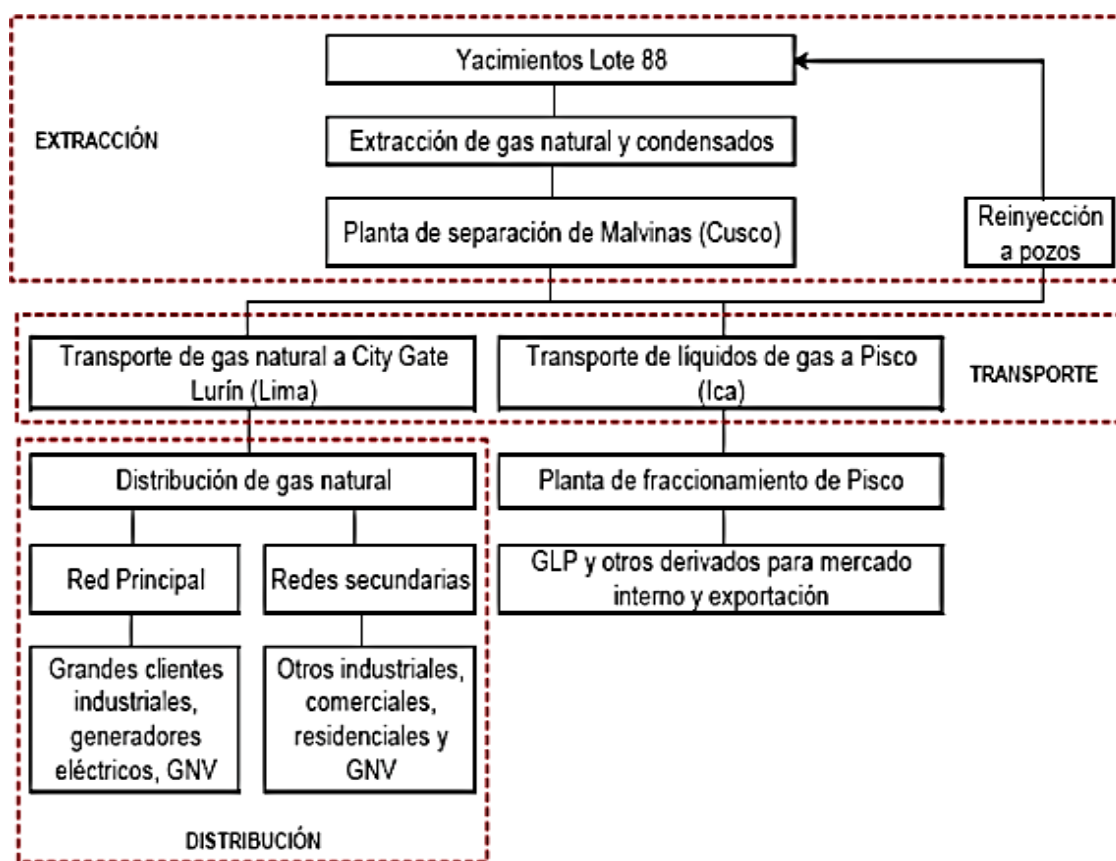 Yacimientos Lote 88
EXTRACCIÓN
Extracción de gas natural y condensados
Planta de separación de Malvinas (Cusco)
Reinyección
a pozos
Transporte de gas natural a City Gate
Lurín (Lima)
Transporte de líquidos de gas a Pisco
(Ica)
TRANSPORTE
Distribución de gas natural
Planta de fraccionamiento de Pisco
Red Principal
Redes secundarias
GLP y otros derivados para mercado
interno y exportación
Grandes clientes
industriales,
generadores
eléctricos, GNV
Otros industriales,
comerciales,
residenciales y
GNV
DISTRIBUCIÓN